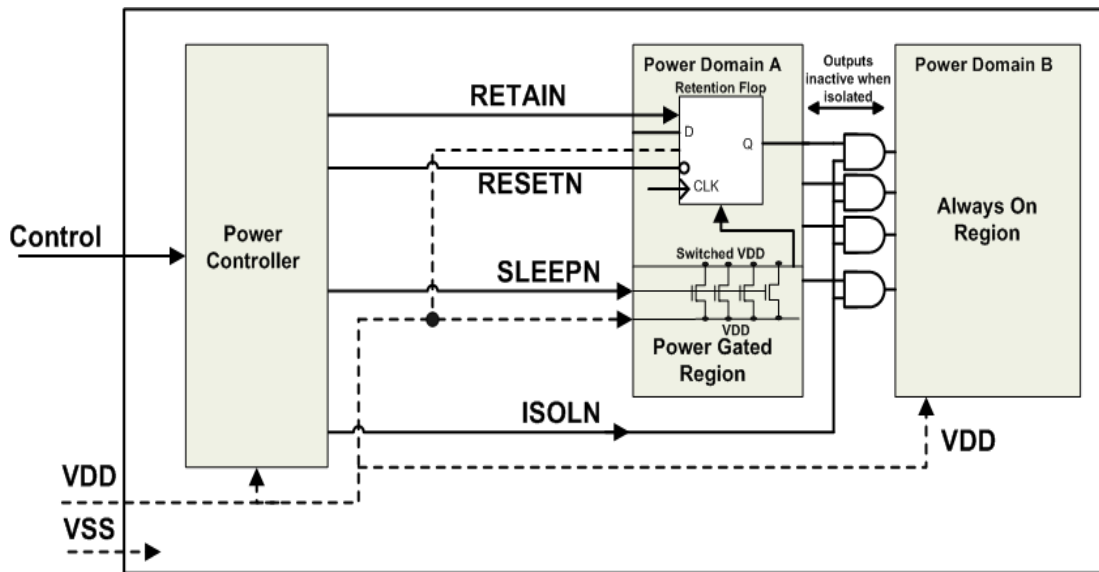 Power Domain A
Outputs
inactive when
isolated
Power Domain B
Retention Flop
RETAIN
D
Q
RESETN
CLK
Control
Power
Controller
Always On
Region
SLEEPN
Switched VDD
VDD
Power Gated
Region
ISOLN
VDD
VDD
VSS